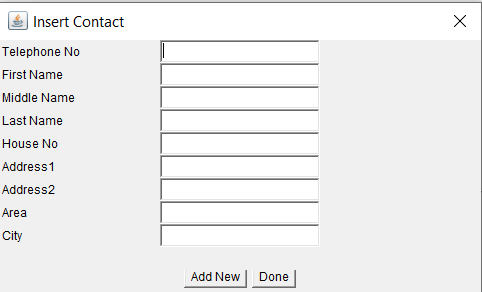 Insert Contact
Telephone No
First Name
Middle Name
Last Name
House No
Address1
Address2
Area
City
Add New Done